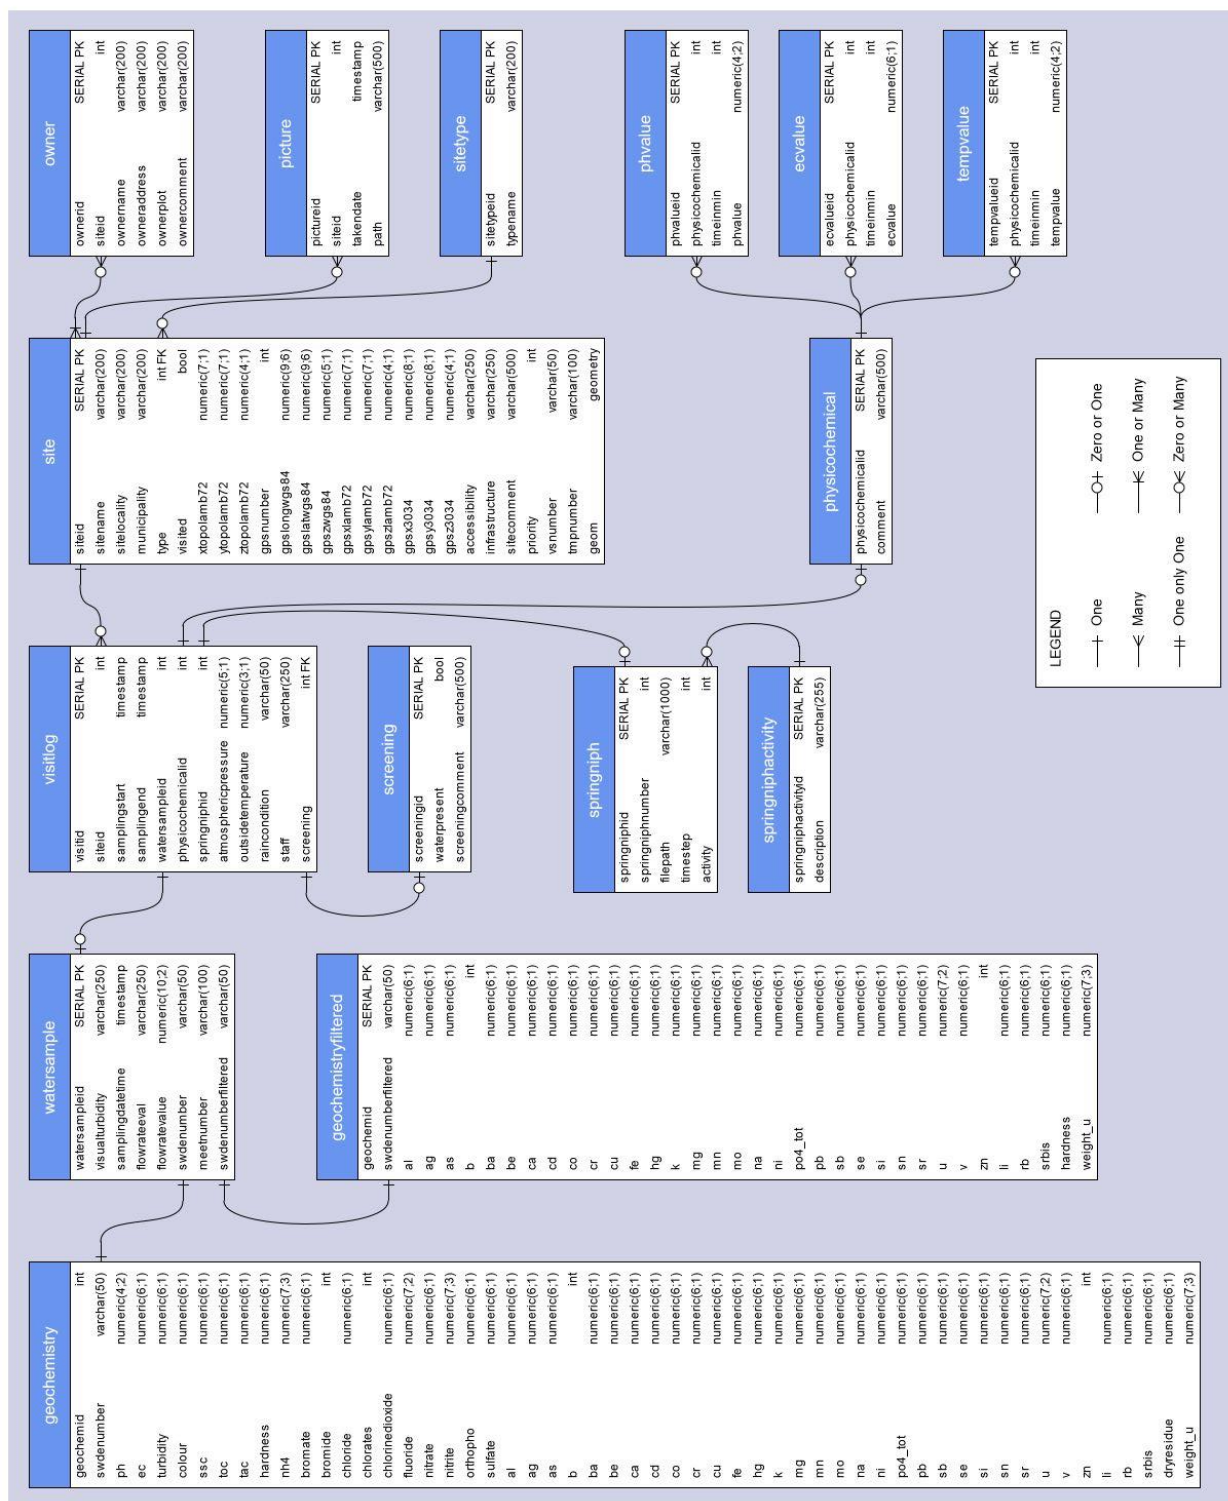 owner
ownerid SERIAL PK
siteid int
ownername varchar(200)
owneraddress varchar(200)
ownerplot varchar(200)
ownercomment varchar(200)
picture
pictureid SERIAL PK
siteid int
takendate timestamp
path varchar(500)
sitetype
sitetypeid SERIAL PK
typename varchar(200)
phvalue
phvalueid SERIAL PK
physicochemicalid int
timeinmin int
phvalue numeric(4;2)
ecvalue
ecvalueid SERIAL PK
physicochemicalid int
timeinmin int
ecvalue numeric(6;1)
tempvalue
tempvalueid SERIAL PK
physicochemicalid int
timeinmin int
tempvalue numeric(4;2)
site
siteid SERIAL PK
sitename varchar(200)
sitelocality varchar(200)
municipality varchar(200)
type int FK
visited bool
xtopolamb72 numeric(7;1)
ytopolamb72 numeric(7;1)
ztopolamb72 numeric(4;1)
gpsnumber int
gpslongwgs84 numeric(9;6)
gpslatwgs84 numeric(9;6)
gpszwgs84 numeric(5;1)
gpsxlamb72 numeric(7;1)
gpsylamb72 numeric(7;1)
gpszlamb72 numeric(4;1)
gpsx3034 numeric(8;1)
gpsy3034 numeric(8;1)
gpsz3034 numeric(4;1)
accessibility varchar(250)
infrastructure varchar(250)
sitecomment varchar(500)
priority int
vsnumber varchar(50)
tmpnumber varchar(100)
geom geometry
physicochemical
physicochemicalid SERIAL PK
comment varchar(500)
LEGEND
One Zero or One
Many One or Many
One only One Zero or Many
visitlog
visitid SERIAL PK
siteid int
samplingstart timestamp
samplingend timestamp
watersampleid int
physicochemicalid int
springniphid int
atmosphericpressure numeric(5;1)
outsidetemperature numeric(3;1)
raincondition varchar(50)
staff varchar(250)
screening int FK
screening
screeningid SERIAL PK
waterpresent bool
screeningcomment varchar(500)
springniph
springniphid SERIAL PK
springniphnumber int
filepath varchar(1000)
timestep int
activity int
springniphactivity
springniphactivityid SERIAL PK
description varchar(255)
watersample
watersampleid SERIAL PK
visualturbidity varchar(250)
samplingdatetime timestamp
flowrateeval varchar(250)
flowratevalue numeric(10;2)
swdenumber varchar(50)
meetnumber varchar(100)
swdenumberfiltered varchar(50)
geochemistryfiltered
geochemid SERIAL PK
swdenumberfiltered varchar(50)
al numeric(6;1)
ag numeric(6;1)
as numeric(6;1)
b int
ba numeric(6;1)
be numeric(6;1)
ca numeric(6;1)
cd numeric(6;1)
co numeric(6;1)
cr numeric(6;1)
cu numeric(6;1)
fe numeric(6;1)
hg numeric(6;1)
k numeric(6;1)
mg numeric(6;1)
mn numeric(6;1)
mo numeric(6;1)
na numeric(6;1)
ni numeric(6;1)
po4_tot numeric(6;1)
pb numeric(6;1)
sb numeric(6;1)
se numeric(6;1)
si numeric(6;1)
sn numeric(6;1)
sr numeric(6;1)
u numeric(7;2)
v numeric(6;1)
zn int
li numeric(6;1)
rb numeric(6;1)
srbis numeric(6;1)
hardness numeric(6;1)
weight_u numeric(7;3)
geochemistry
geochemid int
swdenumber varchar(50)
ph numeric(4;2)
ec numeric(6;1)
turbidity numeric(6;1)
colour numeric(6;1)
ssc numeric(6;1)
toc numeric(6;1)
tac numeric(6;1)
hardness numeric(6;1)
nh4 numeric(7;3)
bromate numeric(6;1)
bromide int
chloride numeric(6;1)
chlorates int
chlorinedioxide numeric(6;1)
fluoride numeric(7;2)
nitrate numeric(6;1)
nitrite numeric(7;3)
orthopho numeric(6;1)
sulfate numeric(6;1)
al numeric(6;1)
ag numeric(6;1)
as numeric(6;1)
b int
ba numeric(6;1)
be numeric(6;1)
ca numeric(6;1)
cd numeric(6;1)
co numeric(6;1)
cr numeric(6;1)
cu numeric(6;1)
fe numeric(6;1)
hg numeric(6;1)
k numeric(6;1)
mg numeric(6;1)
mn numeric(6;1)
mo numeric(6;1)
na numeric(6;1)
ni numeric(6;1)
po4_tot numeric(6;1)
pb numeric(6;1)
sb numeric(6;1)
se numeric(6;1)
si numeric(6;1)
sn numeric(6;1)
sr numeric(6;1)
u numeric(7;2)
v numeric(6;1)
zn int
li numeric(6;1)
rb numeric(6;1)
srbis numeric(6;1)
dryresidue numeric(6;1)
weight_u numeric(7;3)